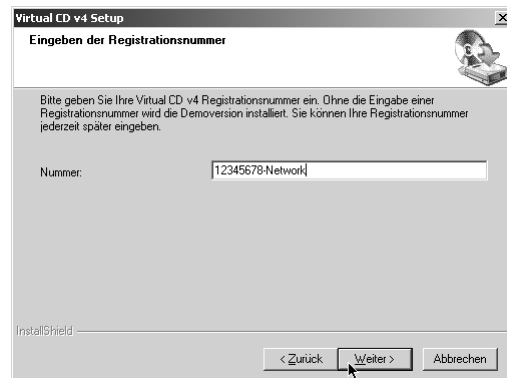 Virtual CD v4 Setup
Eingeben der Registrationsnummer
Bitte geben Sie Ihre Virtual CD v4 Registrationsnummer ein. Ohne die Eingabe einer
Registrationsnummer wird die Demoversion installiert. Sie können Ihre Registrationsnummer
jederzeit später eingeben.
Nummer:
12345678-Network
InstallShield
< Zurück
Weiter >
Abbrechen